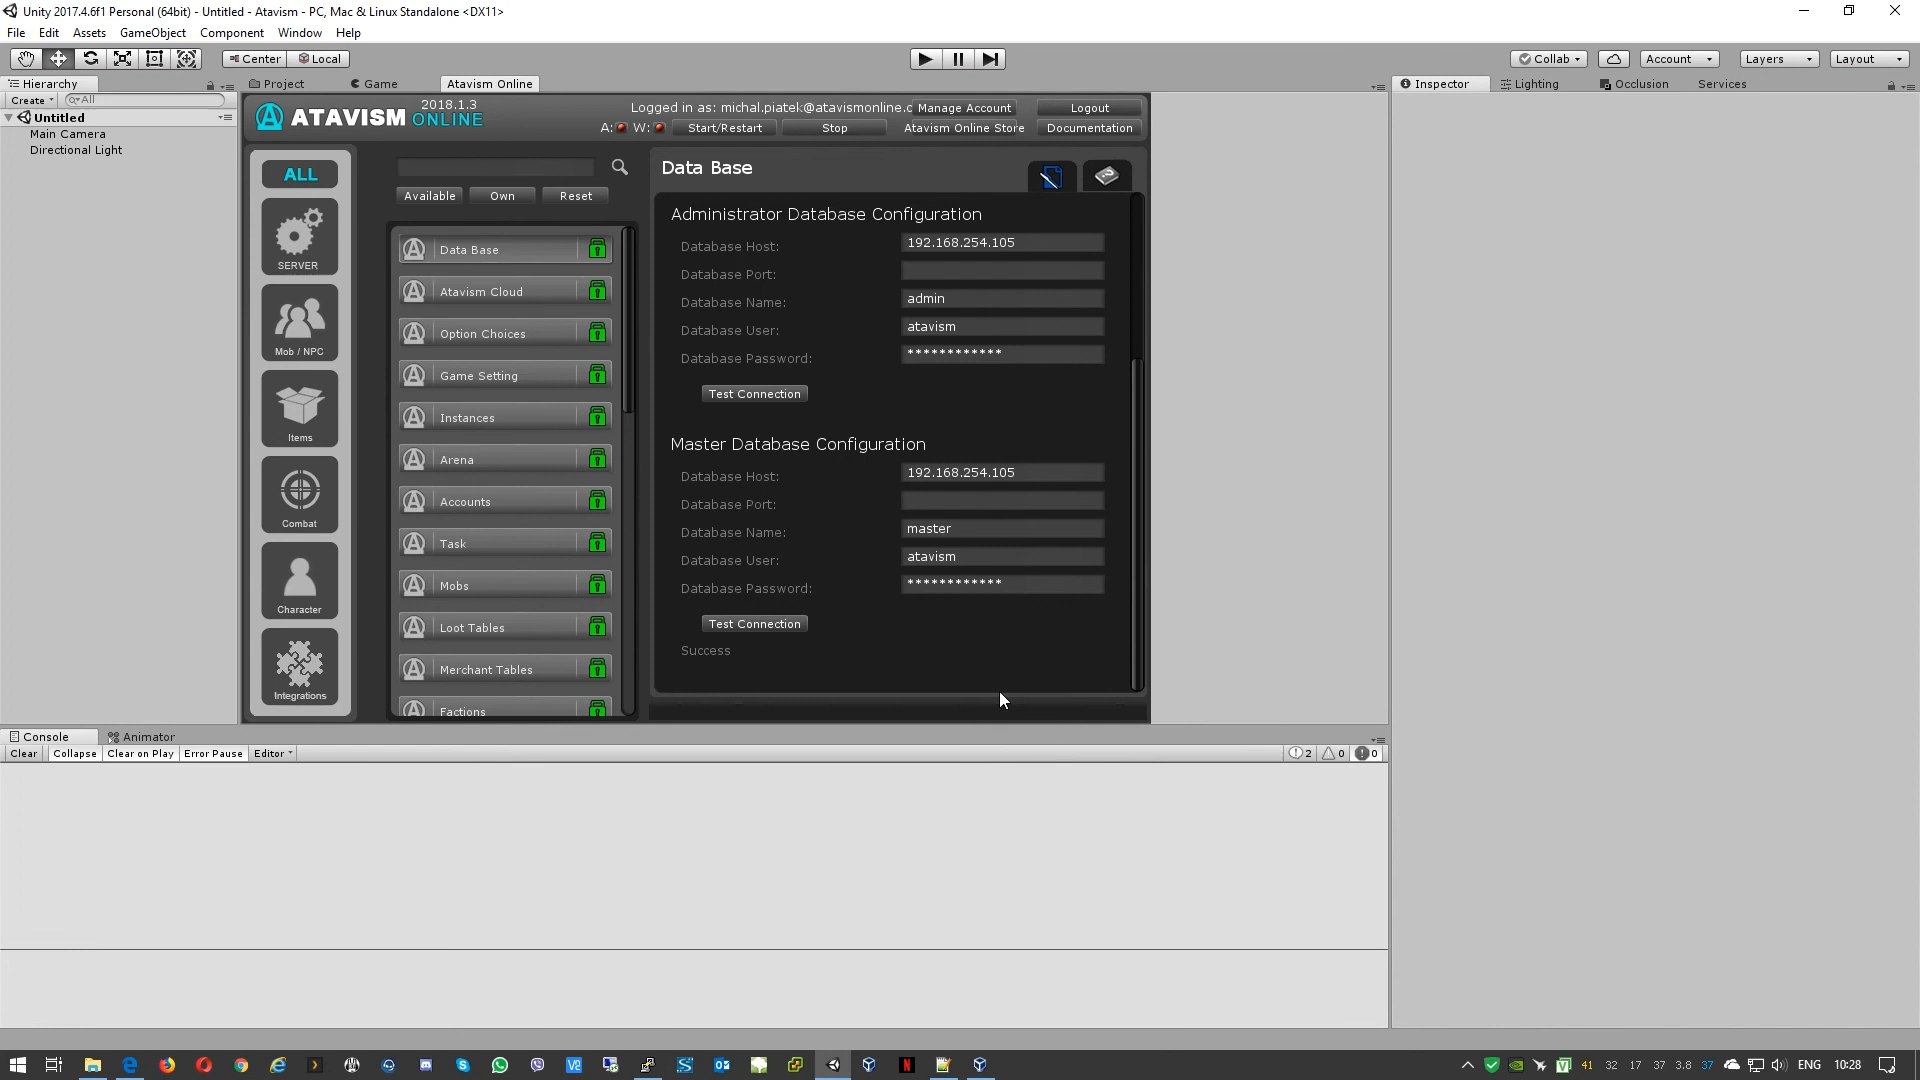 Unity 2017.4.6f1 Personal (64bit) - Untitled - Atavism - PC, Mac & Linux Standalone <DX11>
File Edit Assets GameObject Component Window Help
Center Local Collab Account Layers Layout
Hierarchy Project Game Atavism Online Inspector Lighting Occlusion Services
Create All
Untitled
Main Camera
Directional Light
ATAVISM ONLINE 2018.1.3
Logged in as: michal.piatek@atavismonline.c Manage Account Logout
A: W: Start/Restart Stop Atavism Online Store Documentation
ALL
SERVER
Mob / NPC
Items
Combat
Character
Integrations
Available Own Reset
Data Base
Atavism Cloud
Option Choices
Game Setting
Instances
Arena
Accounts
Task
Mobs
Loot Tables
Merchant Tables
Factions
Data Base
Administrator Database Configuration
Database Host: 192.168.254.105
Database Port:
Database Name: admin
Database User: atavism
Database Password: ************
Test Connection
Master Database Configuration
Database Host: 192.168.254.105
Database Port:
Database Name: master
Database User: atavism
Database Password: ************
Test Connection
Success
Console Animator
Clear Collapse Clear on Play Error Pause Editor 2 0 0
41 32 17 37 3.8 37 ENG 10:28